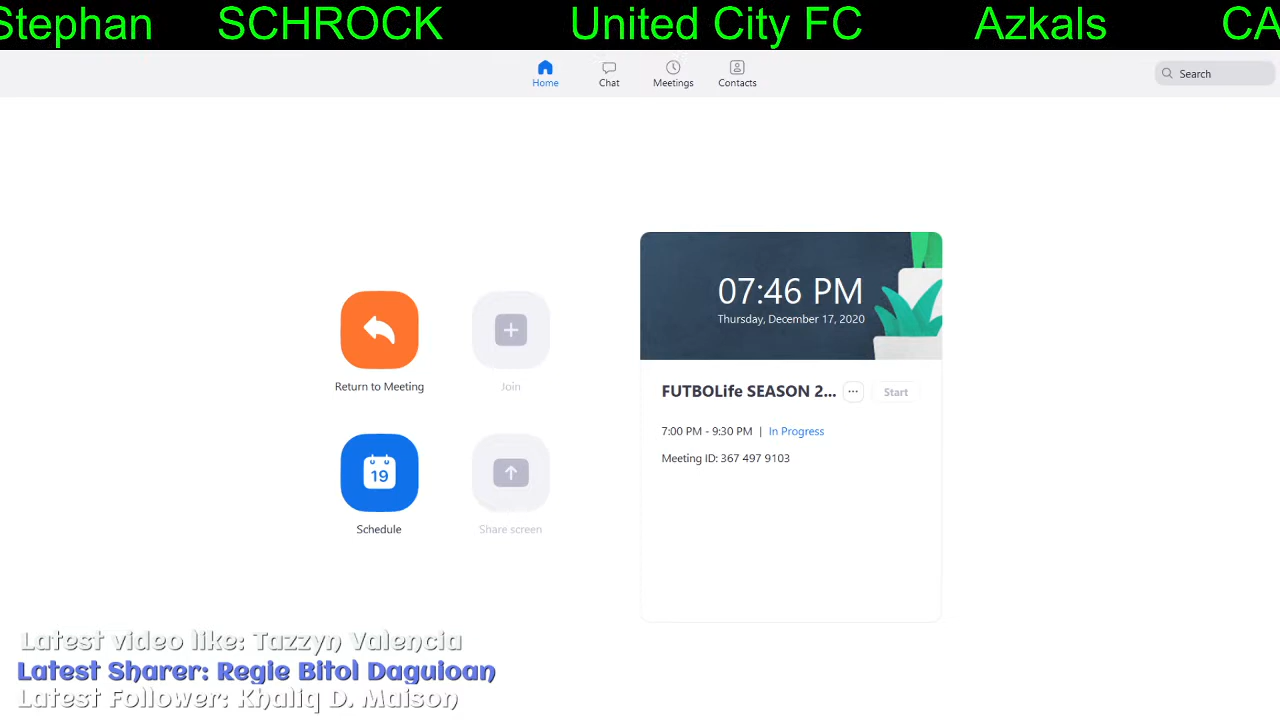 Stephan SCHROCK United City FC Azkals CA
Home Chat Meetings Contacts
Search
07:46 PM
Thursday, December 17, 2020
Return to Meeting
Join
FUTBOLife SEASON 2... Start
7:00 PM - 9:30 PM | In Progress
Meeting ID: 367 497 9103
19
Schedule
Share screen
Latest video like: Tazzyn Valencia
Latest Sharer: Regie Bitol Daguioan
Latest Follower: Khaliq D. Maison